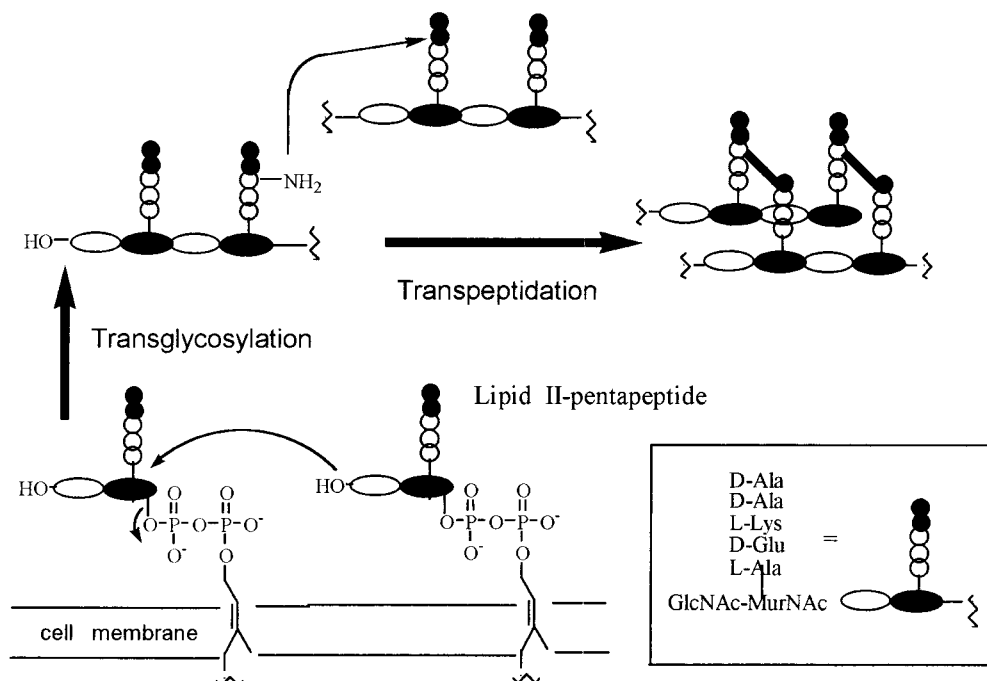 NH₂
HO
Transpeptidation
Transglycosylation
Lipid II-pentapeptide
HO
HO
O O
O-P-O-P-O⁻
O⁻ O
O O
O-P-O-P-O⁻
O⁻ O
cell membrane
D-Ala
D-Ala
L-Lys
D-Glu =
L-Ala
GlcNAc-MurNAc